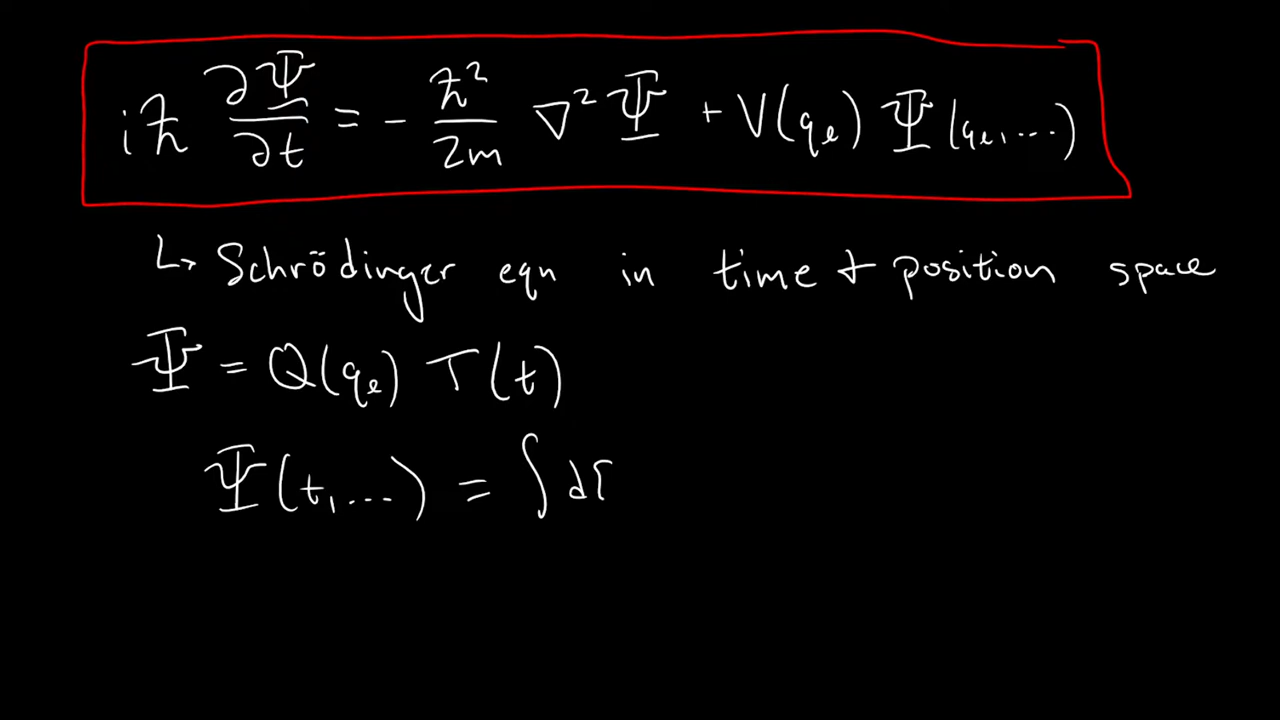 iℏ ∂Ψ/∂t = - ℏ²/2m ∇²Ψ + V(qₑ) Ψ(qₑ, ....)
↳ Schrödinger eqn in time + position space
Ψ = Q(qₑ) T(t)
Ψ(t, ....) = ∫ d